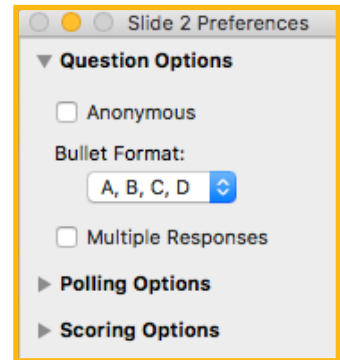 Slide 2 Preferences
Question Options
Anonymous
Bullet Format:
A, B, C, D
Multiple Responses
Polling Options
Scoring Options